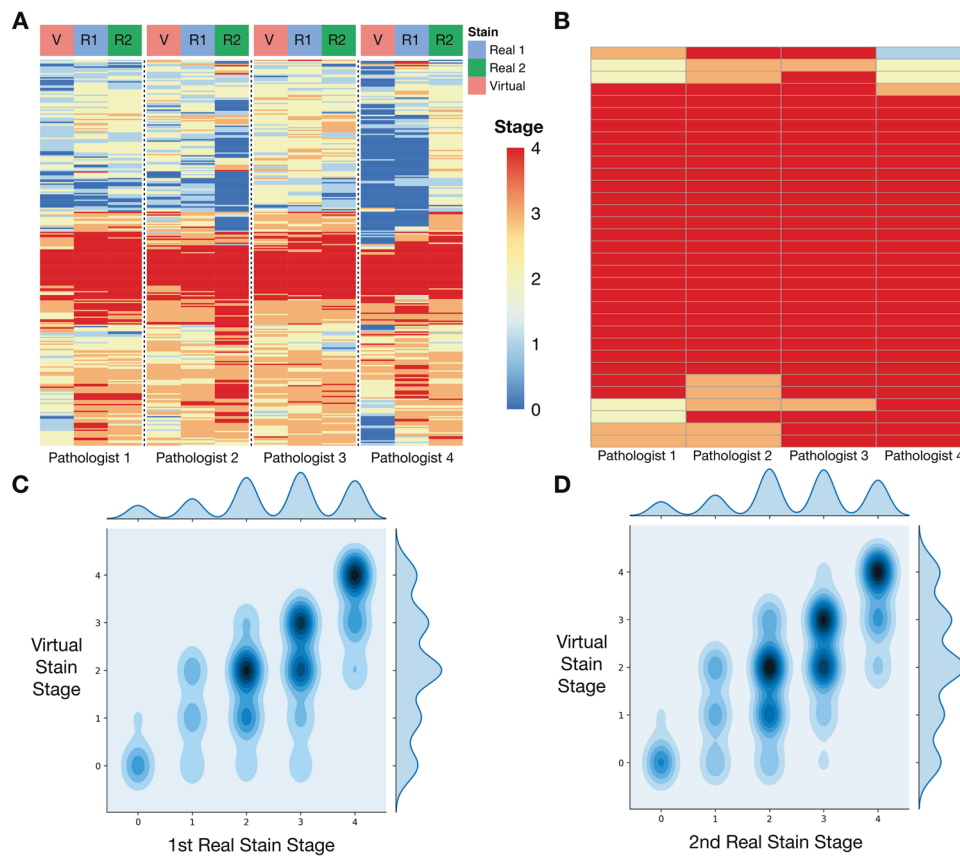 A
V R1 R2 V R1 R2 V R1 R2 V R1 R2
Stain
Real 1
Real 2
Virtual
Stage
4
3
2
1
0
Pathologist 1 Pathologist 2 Pathologist 3 Pathologist 4
B
Pathologist 1 Pathologist 2 Pathologist 3 Pathologist 4
C
Virtual
Stain
Stage
4
3
2
1
0
0 1 2 3 4
1st Real Stain Stage
D
Virtual
Stain
Stage
4
3
2
1
0
0 1 2 3 4
2nd Real Stain Stage